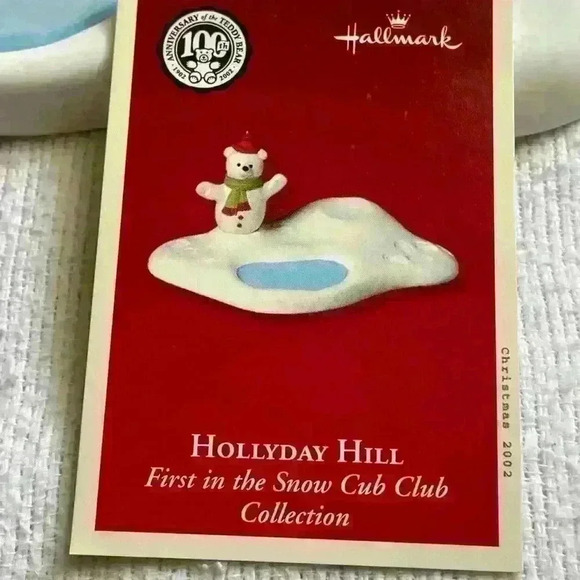 ANNIVERSARY of the TEDDY BEAR
100th
1902 2002
Hallmark
HOLLYDAY HILL
First in the Snow Cub Club
Collection
Christmas 2002